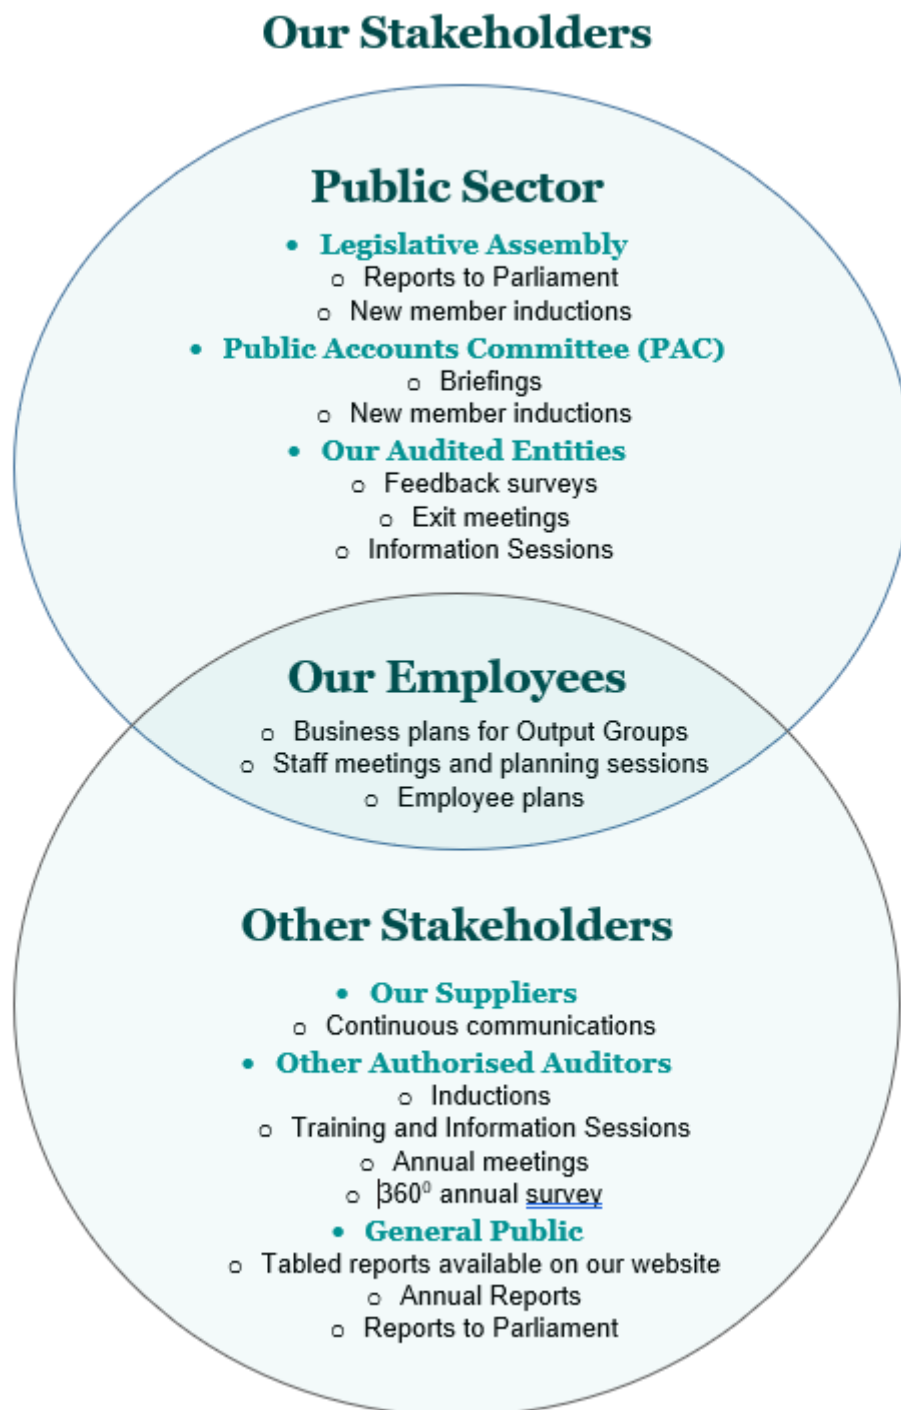 Our Stakeholders
Public Sector
• Legislative Assembly
o Reports to Parliament
o New member inductions
• Public Accounts Committee (PAC)
o Briefings
o New member inductions
• Our Audited Entities
o Feedback surveys
o Exit meetings
o Information Sessions
Our Employees
o Business plans for Output Groups
o Staff meetings and planning sessions
o Employee plans
Other Stakeholders
• Our Suppliers
o Continuous communications
• Other Authorised Auditors
o Inductions
o Training and Information Sessions
o Annual meetings
o 360⁰ annual survey
• General Public
o Tabled reports available on our website
o Annual Reports
o Reports to Parliament